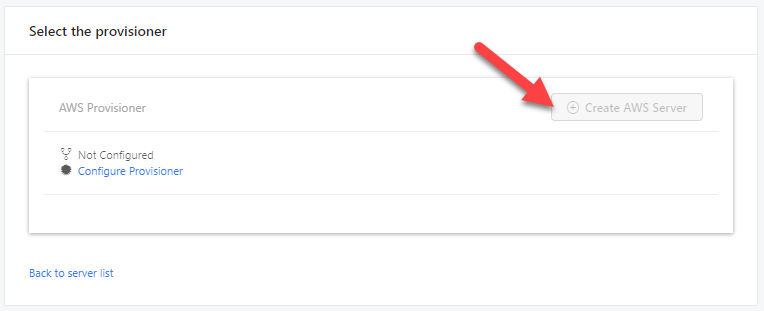 Select the provisioner
AWS Provisioner
Create AWS Server
Not Configured
Configure Provisioner
Back to server list